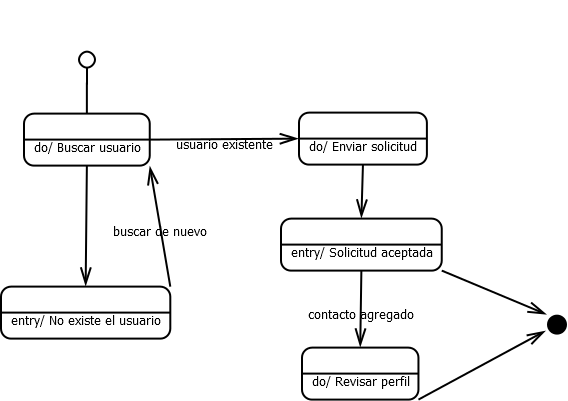 do/ Buscar usuario
usuario existente
do/ Enviar solicitud
buscar de nuevo
entry/ Solicitud aceptada
entry/ No existe el usuario
contacto agregado
do/ Revisar perfil